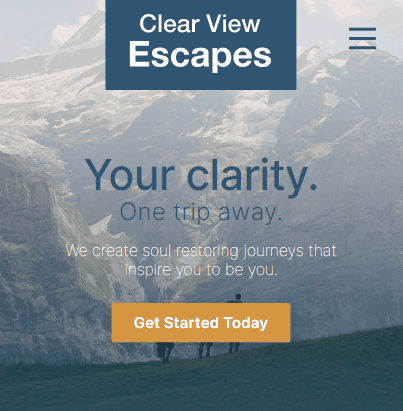 Clear View
Escapes
Your clarity.
One trip away.
We create soul restoring journeys that
inspire you to be you.
Get Started Today